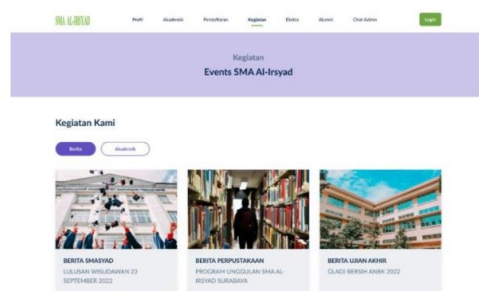 SMA AL-IRSYAD
Profil Akademik Pendaftaran Kegiatan Ekstra Alumni Chat Admin Login
Kegiatan
Events SMA Al-Irsyad
Kegiatan Kami
Berita Akademik
BERITA SMASYAD
LULUSAN WISUDAWAN 23
SEPTEMBER 2022
BERITA PERPUSTAKAAN
PROGRAM UNGGULAN SMA AL-
IRSYAD SURABAYA
BERITA UJIAN AKHIR
GLADI BERSIH ANBK 2022